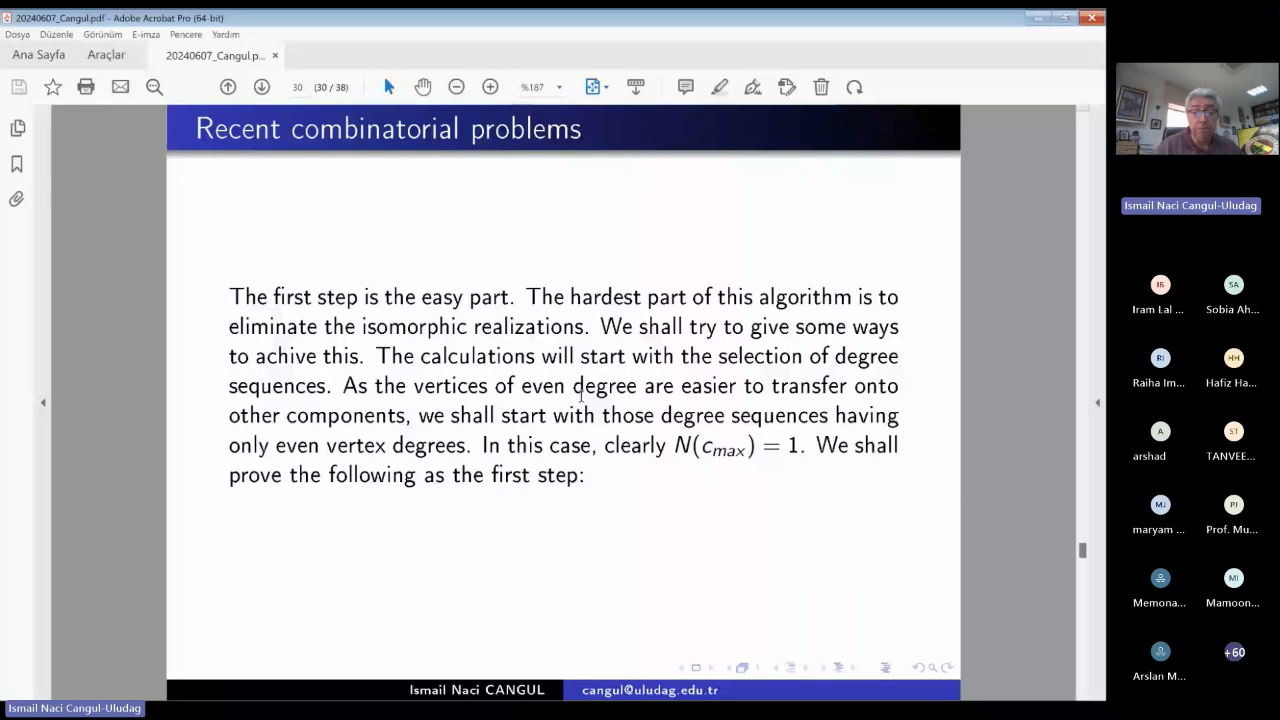 20240607_Cangul.pdf - Adobe Acrobat Pro (64-bit)
Dosya Düzenle Görünüm E-imza Pencere Yardım
Ana Sayfa Araçlar 20240607_Cangul.p... ×
30 (30 / 38) %187
Recent combinatorial problems
The first step is the easy part. The hardest part of this algorithm is to
eliminate the isomorphic realizations. We shall try to give some ways
to achive this. The calculations will start with the selection of degree
sequences. As the vertices of even degree are easier to transfer onto
other components, we shall start with those degree sequences having
only even vertex degrees. In this case, clearly N(c_max) = 1. We shall
prove the following as the first step:
Ismail Naci CANGUL cangul@uludag.edu.tr
Ismail Naci Cangul-Uludag
Ismail Naci Cangul-Uludag
IB SA
Iram Lal ... Sobia Ah...
RI HH
Raiha Im... Hafiz Ha...
A ST
arshad TANVEE...
MJ PJ
maryam ... Prof. Mu...
MI
Memona... Mamoon...
+60
Arslan M...